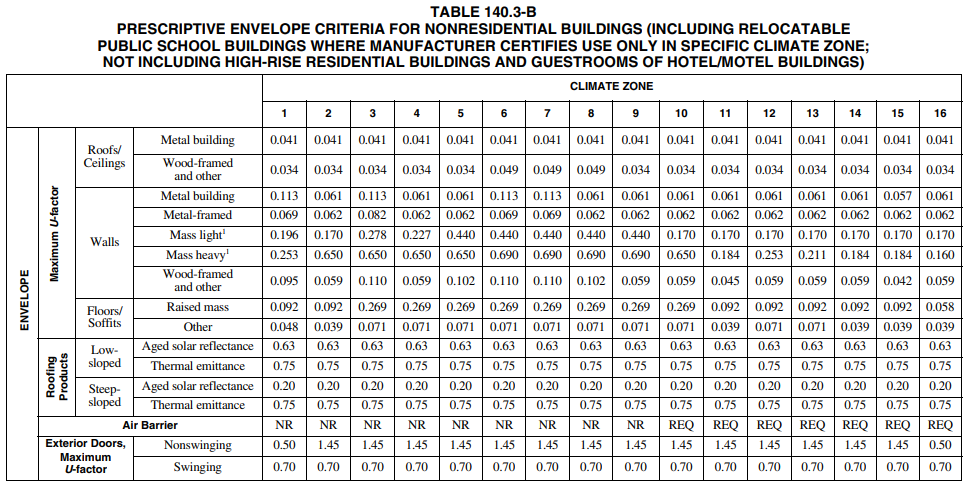 TABLE 140.3-B
PRESCRIPTIVE ENVELOPE CRITERIA FOR NONRESIDENTIAL BUILDINGS (INCLUDING RELOCATABLE
PUBLIC SCHOOL BUILDINGS WHERE MANUFACTURER CERTIFIES USE ONLY IN SPECIFIC CLIMATE ZONE;
NOT INCLUDING HIGH-RISE RESIDENTIAL BUILDINGS AND GUESTROOMS OF HOTEL/MOTEL BUILDINGS)
CLIMATE ZONE
1 2 3 4 5 6 7 8 9 10 11 12 13 14 15 16
ENVELOPE
Maximum U-factor
Roofs/
Ceilings
Metal building 0.041 0.041 0.041 0.041 0.041 0.041 0.041 0.041 0.041 0.041 0.041 0.041 0.041 0.041 0.041 0.041
Wood-framed
and other 0.034 0.034 0.034 0.034 0.034 0.049 0.049 0.049 0.034 0.034 0.034 0.034 0.034 0.034 0.034 0.034
Walls
Metal building 0.113 0.061 0.113 0.061 0.061 0.113 0.113 0.061 0.061 0.061 0.061 0.061 0.061 0.061 0.057 0.061
Metal-framed 0.069 0.062 0.082 0.062 0.062 0.069 0.069 0.062 0.062 0.062 0.062 0.062 0.062 0.062 0.062 0.062
Mass light¹ 0.196 0.170 0.278 0.227 0.440 0.440 0.440 0.440 0.440 0.170 0.170 0.170 0.170 0.170 0.170 0.170
Mass heavy¹ 0.253 0.650 0.650 0.650 0.650 0.690 0.690 0.690 0.690 0.650 0.184 0.253 0.211 0.184 0.184 0.160
Wood-framed
and other 0.095 0.059 0.110 0.059 0.102 0.110 0.110 0.102 0.059 0.059 0.045 0.059 0.059 0.059 0.042 0.059
Floors/
Soffits
Raised mass 0.092 0.092 0.269 0.269 0.269 0.269 0.269 0.269 0.269 0.269 0.092 0.092 0.092 0.092 0.092 0.058
Other 0.048 0.039 0.071 0.071 0.071 0.071 0.071 0.071 0.071 0.071 0.039 0.071 0.071 0.039 0.039 0.039
Roofing
Products
Low-
sloped
Aged solar reflectance 0.63 0.63 0.63 0.63 0.63 0.63 0.63 0.63 0.63 0.63 0.63 0.63 0.63 0.63 0.63 0.63
Thermal emittance 0.75 0.75 0.75 0.75 0.75 0.75 0.75 0.75 0.75 0.75 0.75 0.75 0.75 0.75 0.75 0.75
Steep-
sloped
Aged solar reflectance 0.20 0.20 0.20 0.20 0.20 0.20 0.20 0.20 0.20 0.20 0.20 0.20 0.20 0.20 0.20 0.20
Thermal emittance 0.75 0.75 0.75 0.75 0.75 0.75 0.75 0.75 0.75 0.75 0.75 0.75 0.75 0.75 0.75 0.75
Air Barrier NR NR NR NR NR NR NR NR NR REQ REQ REQ REQ REQ REQ REQ
Exterior Doors,
Maximum
U-factor
Nonswinging 0.50 1.45 1.45 1.45 1.45 1.45 1.45 1.45 1.45 1.45 1.45 1.45 1.45 1.45 1.45 0.50
Swinging 0.70 0.70 0.70 0.70 0.70 0.70 0.70 0.70 0.70 0.70 0.70 0.70 0.70 0.70 0.70 0.70